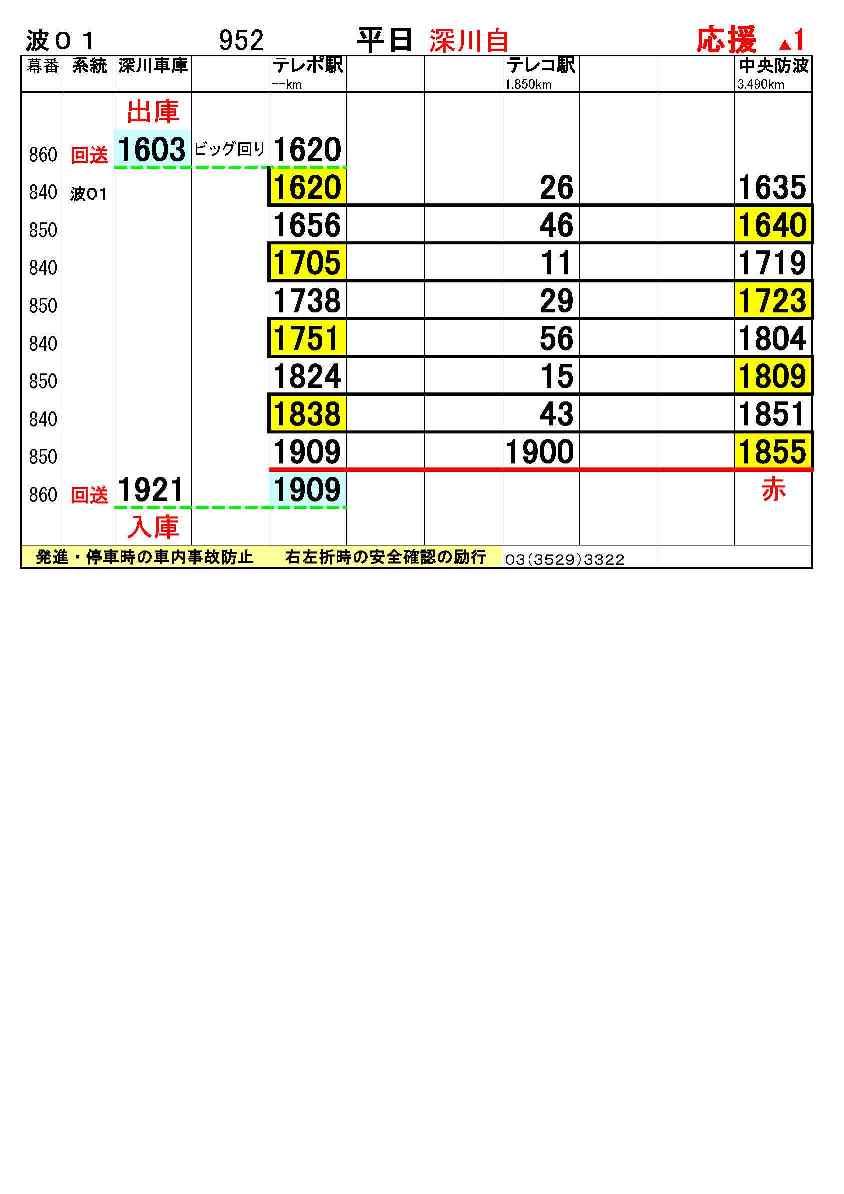 波０１ 952 平日 深川自 応援 ▲1
幕番 系統 深川車庫 テレポ駅 テレコ駅 中央防波
---km 1.850km 3.490km
出庫
860 回送 1603 ビッグ回り 1620
840 波01 1620 26 1635
850 1656 46 1640
840 1705 11 1719
850 1738 29 1723
840 1751 56 1804
850 1824 15 1809
840 1838 43 1851
850 1909 1900 1855
860 回送 1921 1909 赤
入庫
発進・停車時の車内事故防止 右左折時の安全確認の励行 03(3529)3322